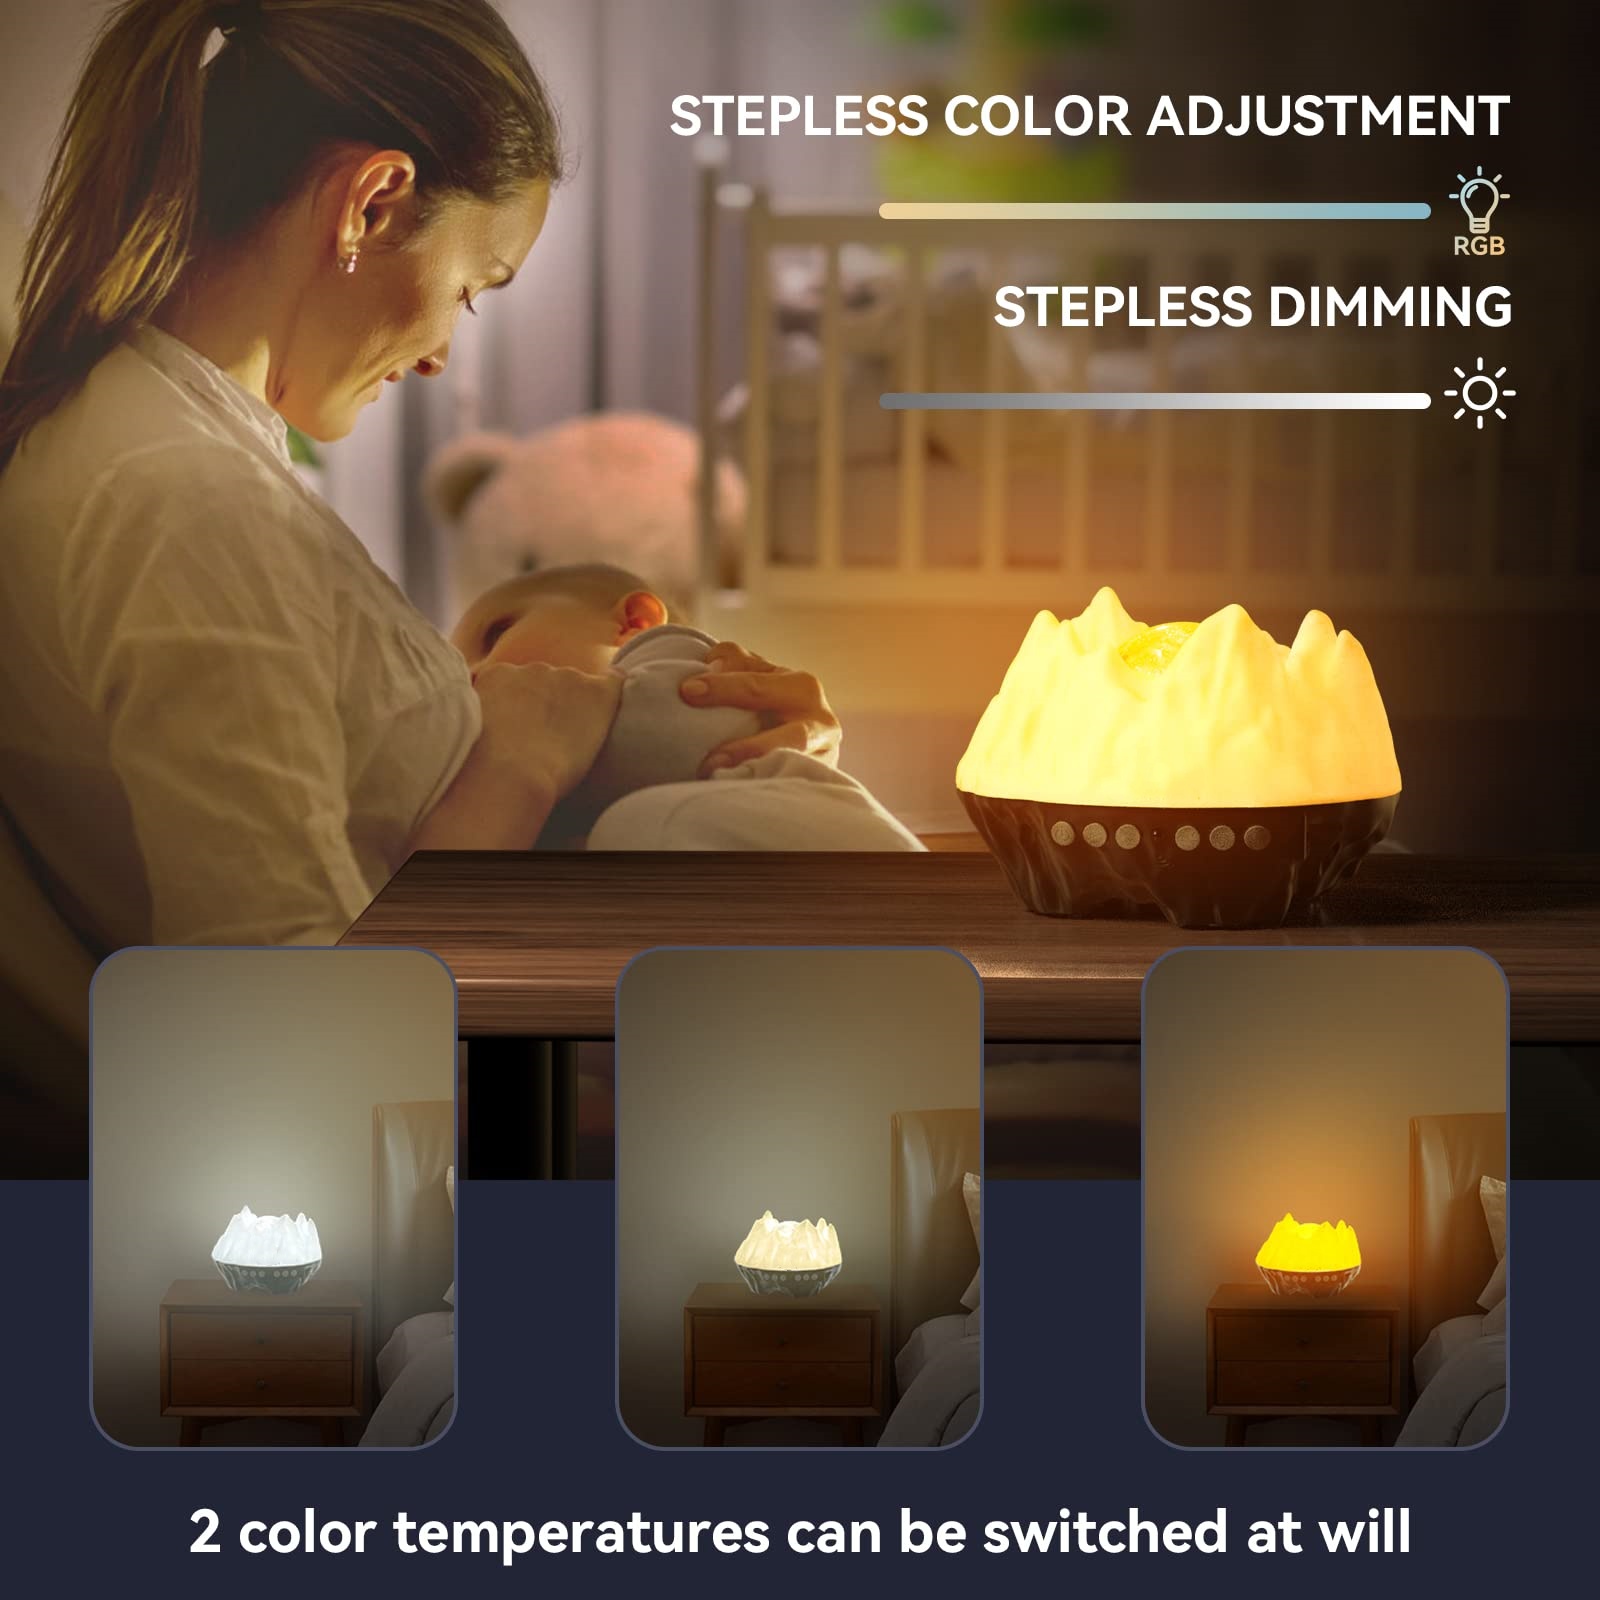 STEPLESS COLOR ADJUSTMENT
RGB
STEPLESS DIMMING
2 color temperatures can be switched at will